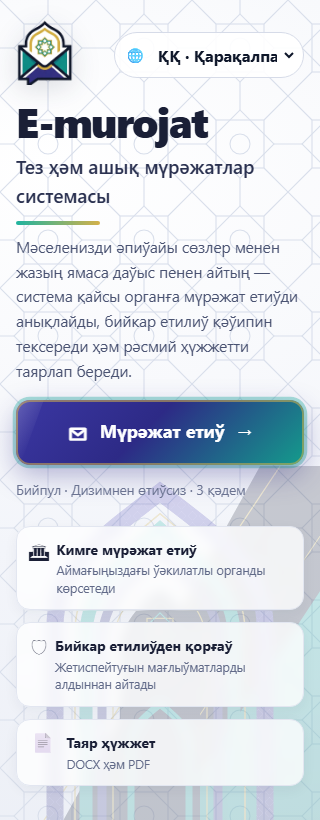 ҚҚ · Қарақалпа
E-murojat
Тез ҳәм ашық мүрәжатлар
системасы
Мәселенизди әпиўайы сөзлер менен
жазың ямаса даўыс пенен айтың —
система қайсы органға мүрәжат етиўди
анықлайды, бийкар етилиў қәўипин
тексереди ҳәм рәсмий ҳүжжетти
таярлап береди.
Мүрәжат етиў →
Бийпул · Дизимнен өтиўсиз · 3 қәдем
Кимге мүрәжат етиў
Аймағыңыздағы ўәкилатлы органды
көрсетеди
Бийкар етилиўден қорғаў
Жетиспейтуғын мағлыўматларды
алдыннан айтады
Таяр ҳүжжет
DOCX ҳәм PDF